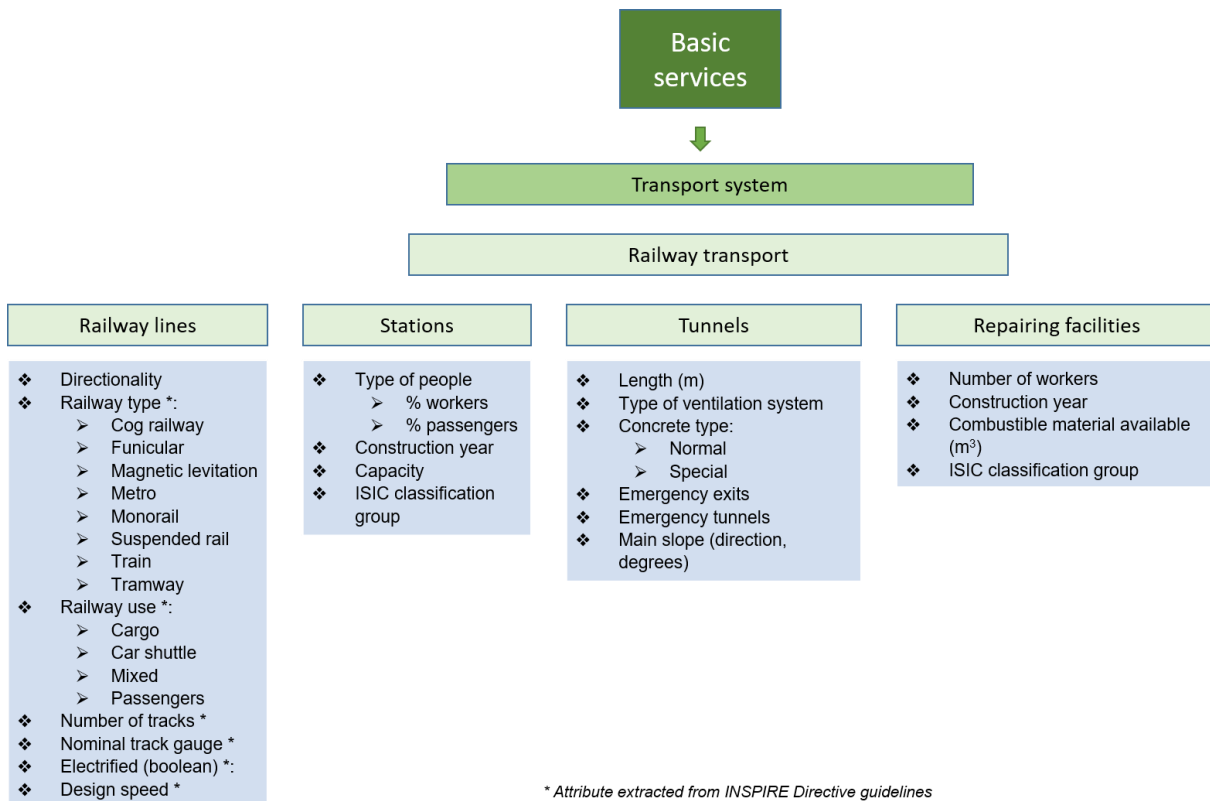 Basic
services
Transport system
Railway transport
Railway lines
❖ Directionality
❖ Railway type *:
➢ Cog railway
➢ Funicular
➢ Magnetic levitation
➢ Metro
➢ Monorail
➢ Suspended rail
➢ Train
➢ Tramway
❖ Railway use *:
➢ Cargo
➢ Car shuttle
➢ Mixed
➢ Passengers
❖ Number of tracks *
❖ Nominal track gauge *
❖ Electrified (boolean) *:
❖ Design speed *
Stations
❖ Type of people
➢ % workers
➢ % passengers
❖ Construction year
❖ Capacity
❖ ISIC classification
group
Tunnels
❖ Length (m)
❖ Type of ventilation system
❖ Concrete type:
➢ Normal
➢ Special
❖ Emergency exits
❖ Emergency tunnels
❖ Main slope (direction,
degrees)
Repairing facilities
❖ Number of workers
❖ Construction year
❖ Combustible material available
(m³)
❖ ISIC classification group
* Attribute extracted from INSPIRE Directive guidelines